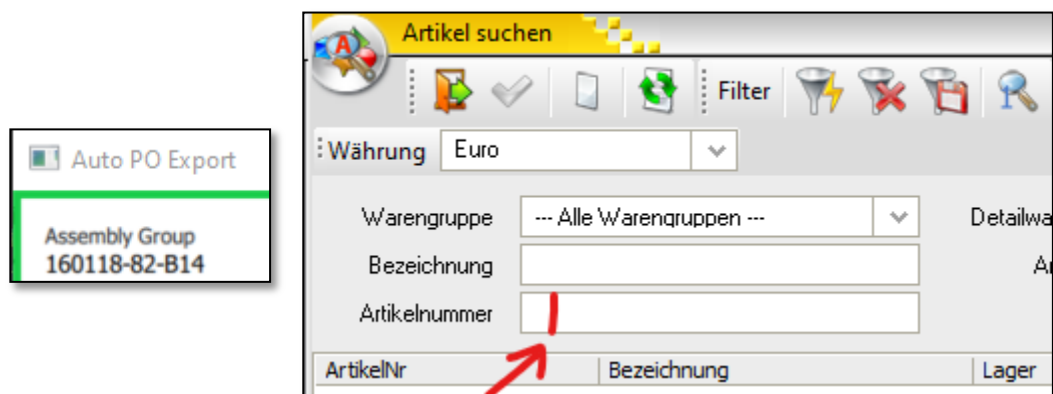 Auto PO Export
Assembly Group
160118-82-B14
Artikel suchen
Filter
Währung Euro
Warengruppe --- Alle Warengruppen --- Detailwa
Bezeichnung
Artikelnummer
ArtikelNr Bezeichnung Lager